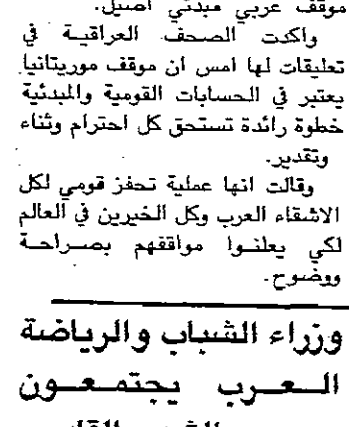 موقف عربي مبدئي اصيل.
واكدت الصحف العراقية في
تعليقات لها امس ان موقف موريتانيا
يعتبر في الحسابات القومية والمبدئية
خطوة رائدة تستحق كل احترام وثناء
وتقدير.
وقالت انها عملية تحفز قومي لكل
الاشقاء العرب وكل الخيرين في العالم
لكي يعلنوا مواقفهم بصراحة
ووضوح.
وزراء الشباب والرياضة
العرب يجتمعون